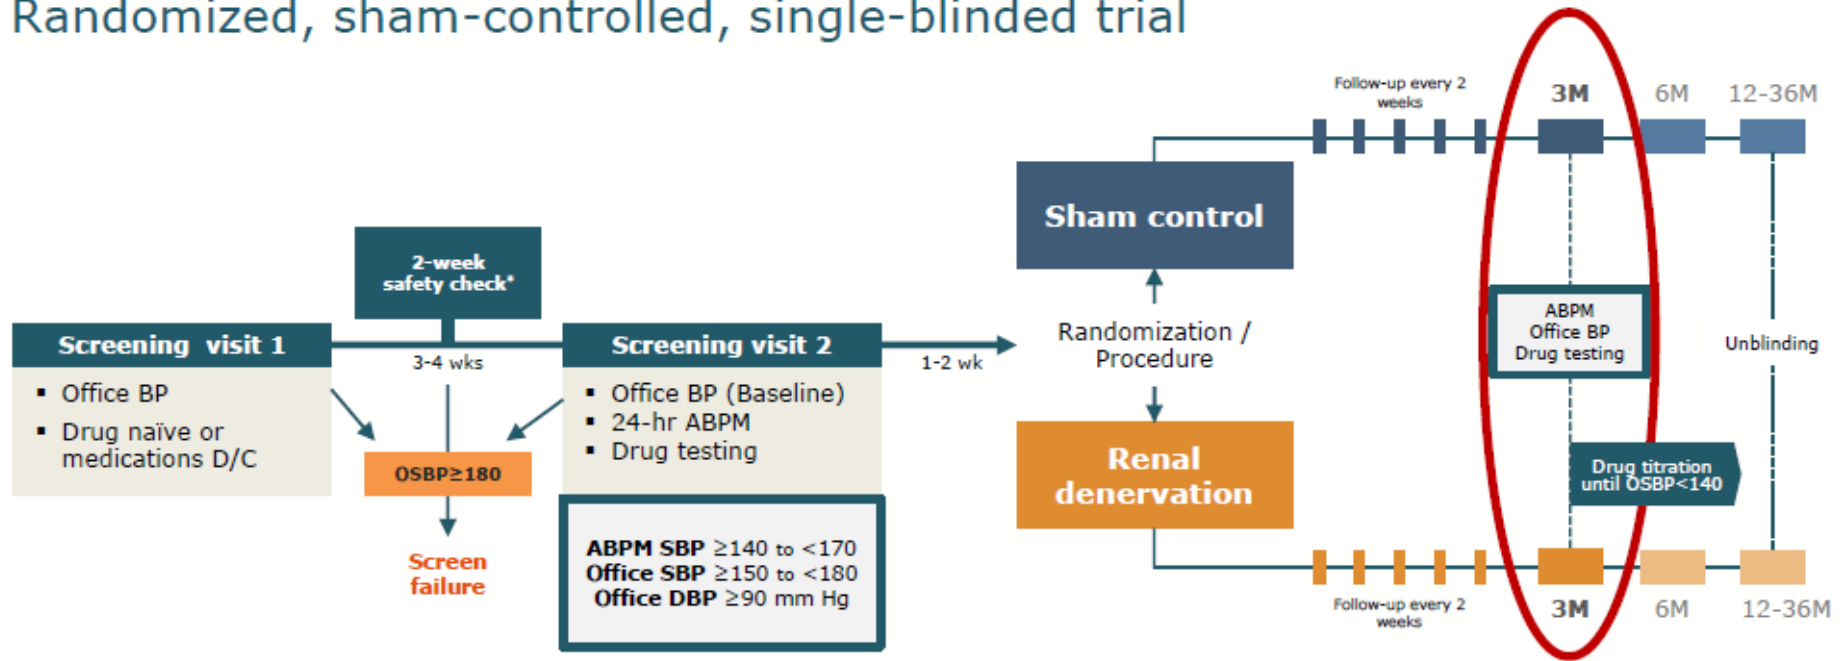 Randomized, sham-controlled, single-blinded trial
2-week
safety check*
Screening visit 1
▪ Office BP
▪ Drug naïve or
medications D/C
3-4 wks
OSBP≥180
Screen
failure
Screening visit 2
▪ Office BP (Baseline)
▪ 24-hr ABPM
▪ Drug testing
ABPM SBP ≥140 to <170
Office SBP ≥150 to <180
Office DBP ≥90 mm Hg
1-2 wk
Sham control
Randomization /
Procedure
Renal
denervation
Follow-up every 2
weeks
3M
6M
12-36M
ABPM
Office BP
Drug testing
Unblinding
Drug titration
until OSBP<140
Follow-up every 2
weeks
3M
6M
12-36M